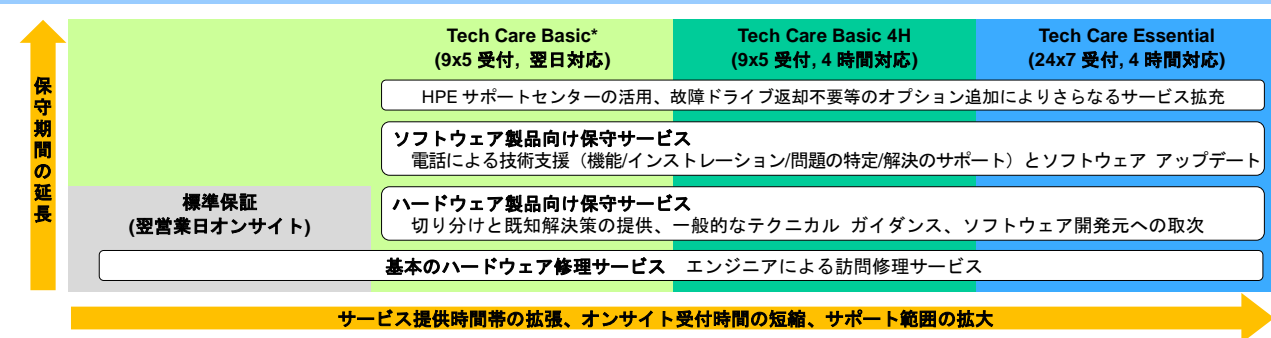 Tech Care Basic*
(9x5 受付, 翌日対応)
Tech Care Basic 4H
(9x5 受付, 4 時間対応)
Tech Care Essential
(24x7 受付, 4 時間対応)
保守期間の延長
HPE サポートセンターの活用、故障ドライブ返却不要等のオプション追加によりさらなるサービス拡充
ソフトウェア製品向け保守サービス
電話による技術支援（機能/インストレーション/問題の特定/解決のサポート）とソフトウェア アップデート
標準保証
(翌営業日オンサイト)
ハードウェア製品向け保守サービス
切り分けと既知解決策の提供、一般的なテクニカル ガイダンス、ソフトウェア開発元への取次
基本のハードウェア修理サービス エンジニアによる訪問修理サービス
サービス提供時間帯の拡張、オンサイト受付時間の短縮、サポート範囲の拡大